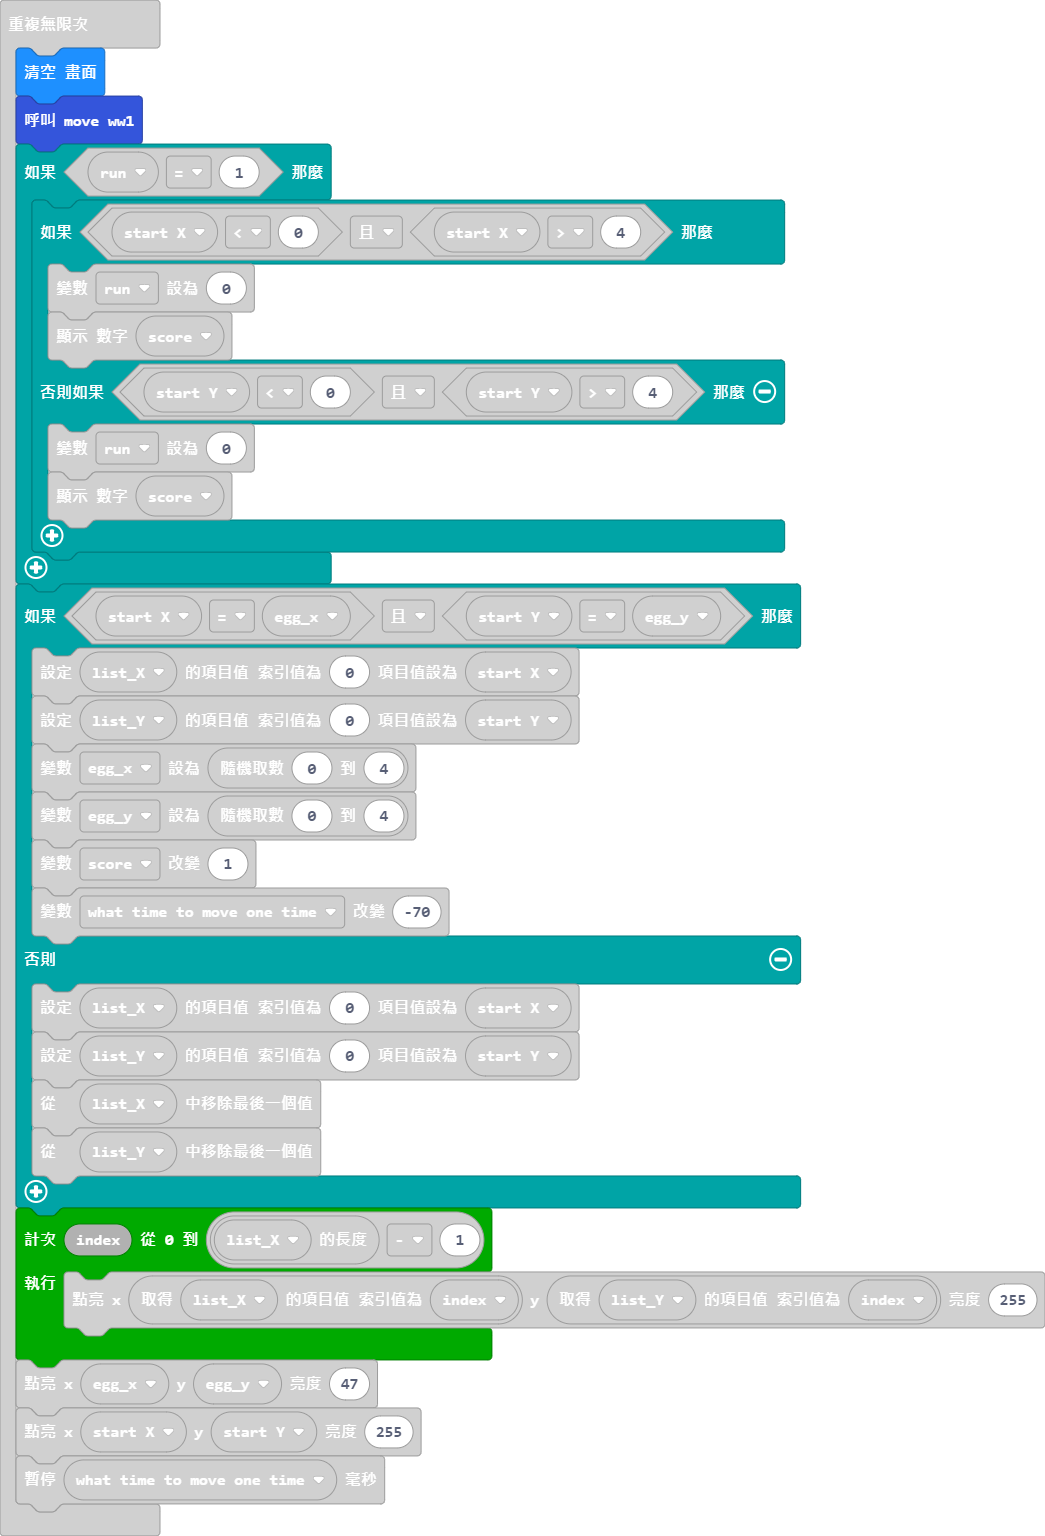 重複無限次
清空 畫面
呼叫 move ww1
如果 run = 1 那麼
如果 start X < 0 且 start X > 4 那麼
變數 run 設為 0
顯示 數字 score
否則如果 start Y < 0 且 start Y > 4 那麼
變數 run 設為 0
顯示 數字 score
如果 start X = egg_x 且 start Y = egg_y 那麼
設定 list_X 的項目值 索引值為 0 項目值設為 start X
設定 list_Y 的項目值 索引值為 0 項目值設為 start Y
變數 egg_x 設為 隨機取數 0 到 4
變數 egg_y 設為 隨機取數 0 到 4
變數 score 改變 1
變數 what time to move one time 改變 -70
否則
設定 list_X 的項目值 索引值為 0 項目值設為 start X
設定 list_Y 的項目值 索引值為 0 項目值設為 start Y
從 list_X 中移除最後一個值
從 list_Y 中移除最後一個值
計次 index 從 0 到 list_X 的長度 - 1
執行 點亮 x 取得 list_X 的項目值 索引值為 index y 取得 list_Y 的項目值 索引值為 index 亮度 255
點亮 x egg_x y egg_y 亮度 47
點亮 x start X y start Y 亮度 255
暫停 what time to move one time 毫秒